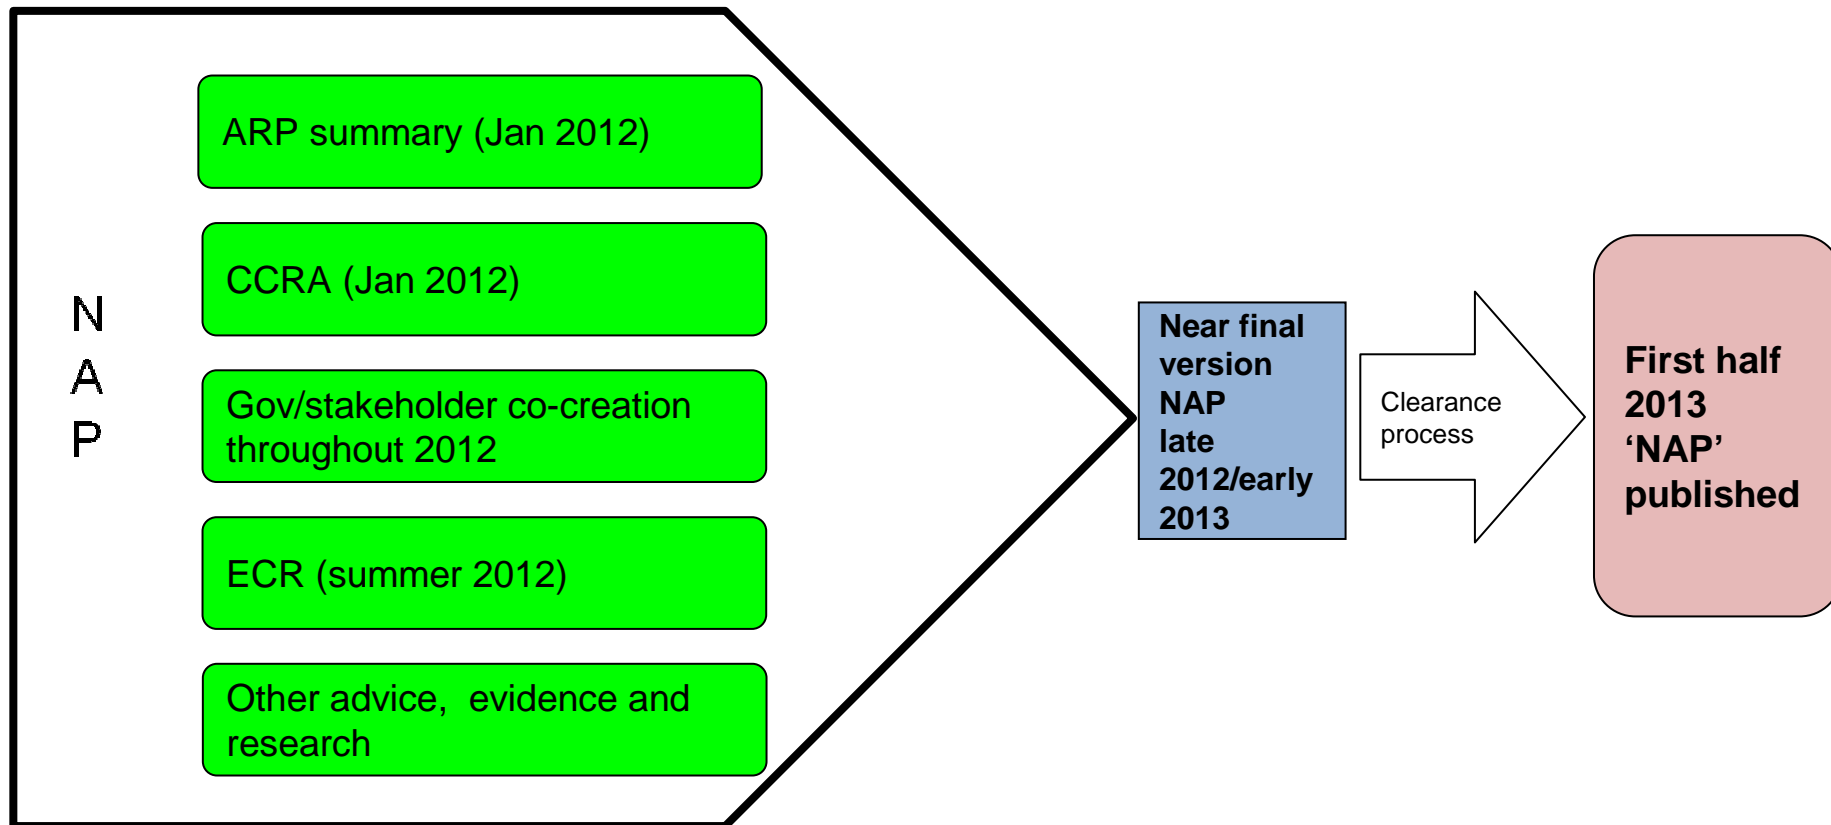 N
A
P
ARP summary (Jan 2012)
CCRA (Jan 2012)
Gov/stakeholder co-creation
throughout 2012
ECR (summer 2012)
Other advice,  evidence and
research
Near final
version
NAP
late
2012/early
2013
Clearance
process
First half
2013
‘NAP’
published